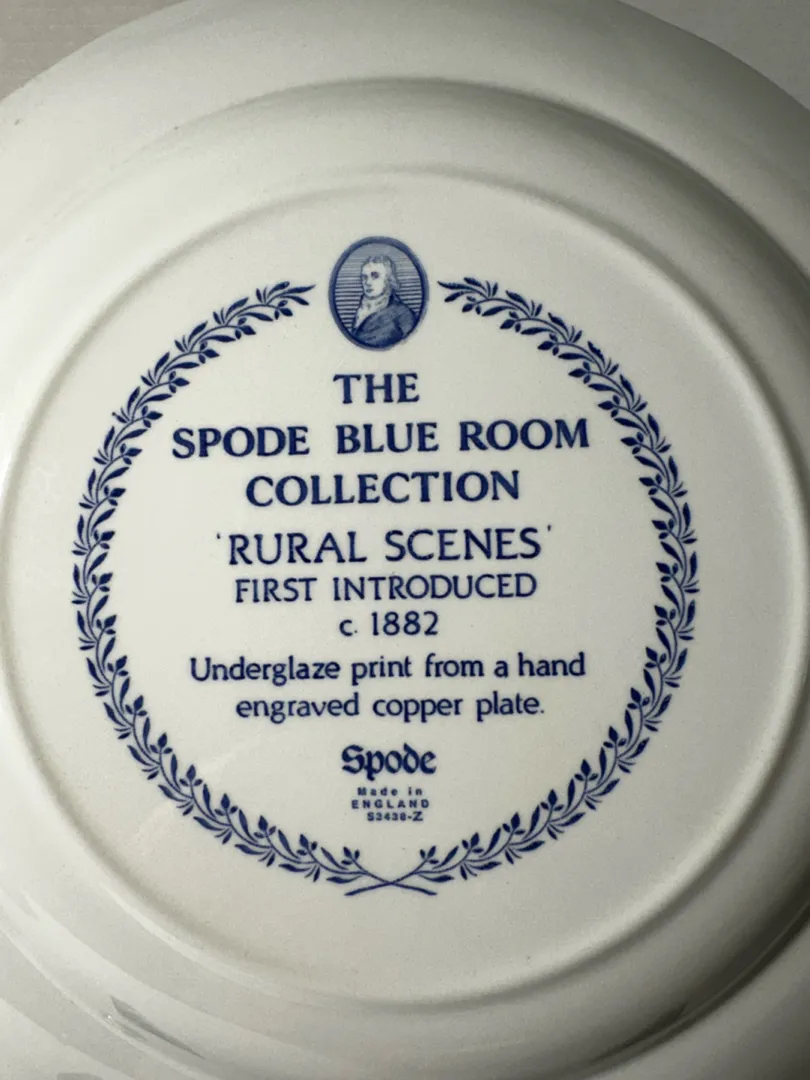 THE
SPODE BLUE ROOM
COLLECTION
'RURAL SCENES'
FIRST INTRODUCED
c. 1882
Underglaze print from a hand
engraved copper plate.
Spode
Made in
ENGLAND
S3438-Z